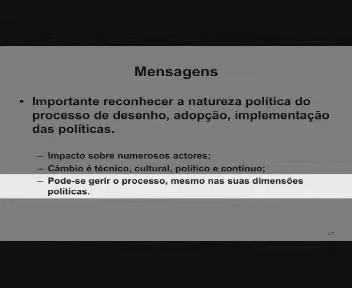 Mensagens
• Importante reconhecer a natureza política do
processo de desenho, adopção, implementação
das políticas.
– Impacto sobre numerosos actores;
– Câmbio é técnico, cultural, político e contínuo;
– Pode-se gerir o processo, mesmo nas suas dimensões
políticas.